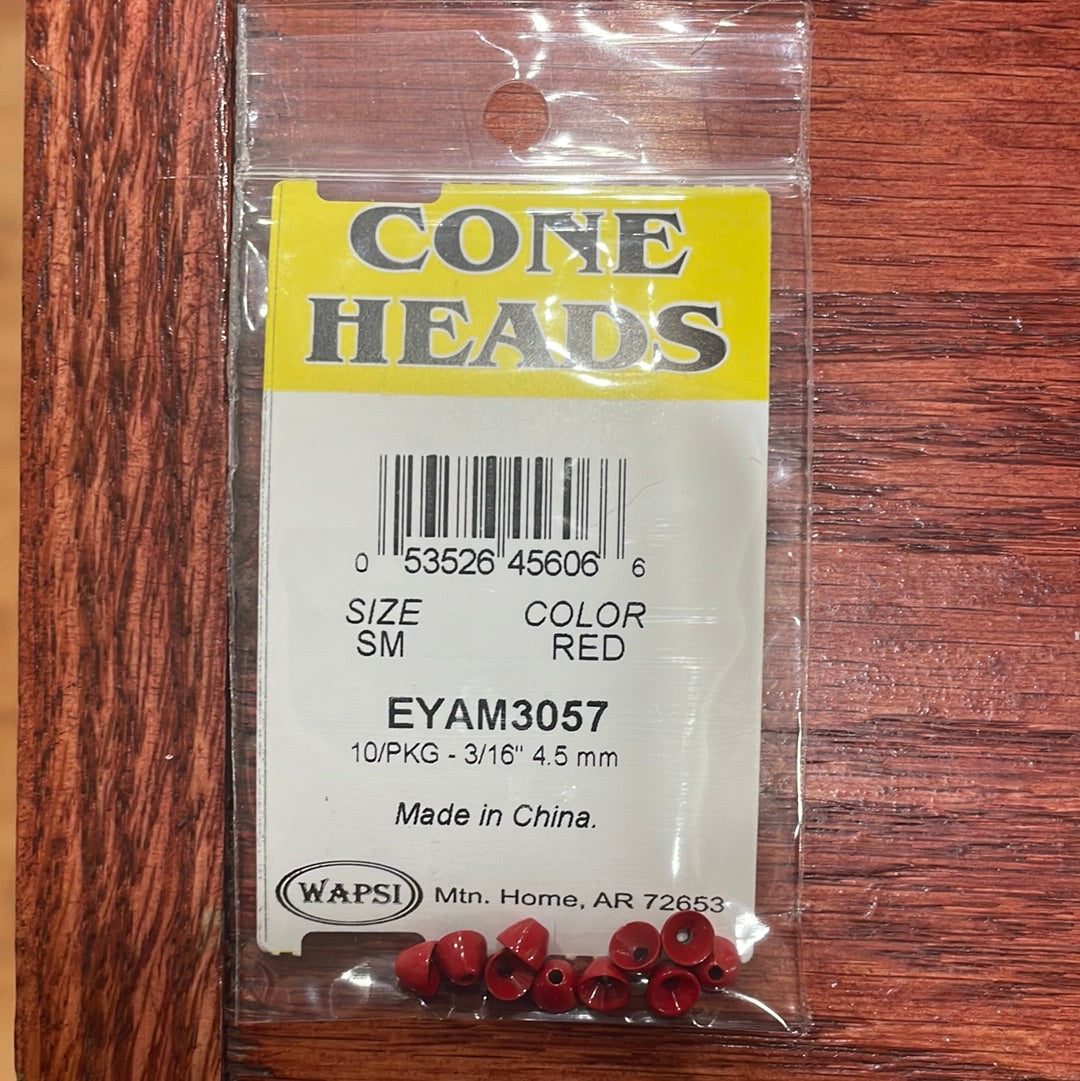 CONE
HEADS
0 53526 45606 6
SIZE COLOR
SM RED
EYAM3057
10/PKG - 3/16" 4.5 mm
Made in China.
WAPSI Mtn. Home, AR 72653